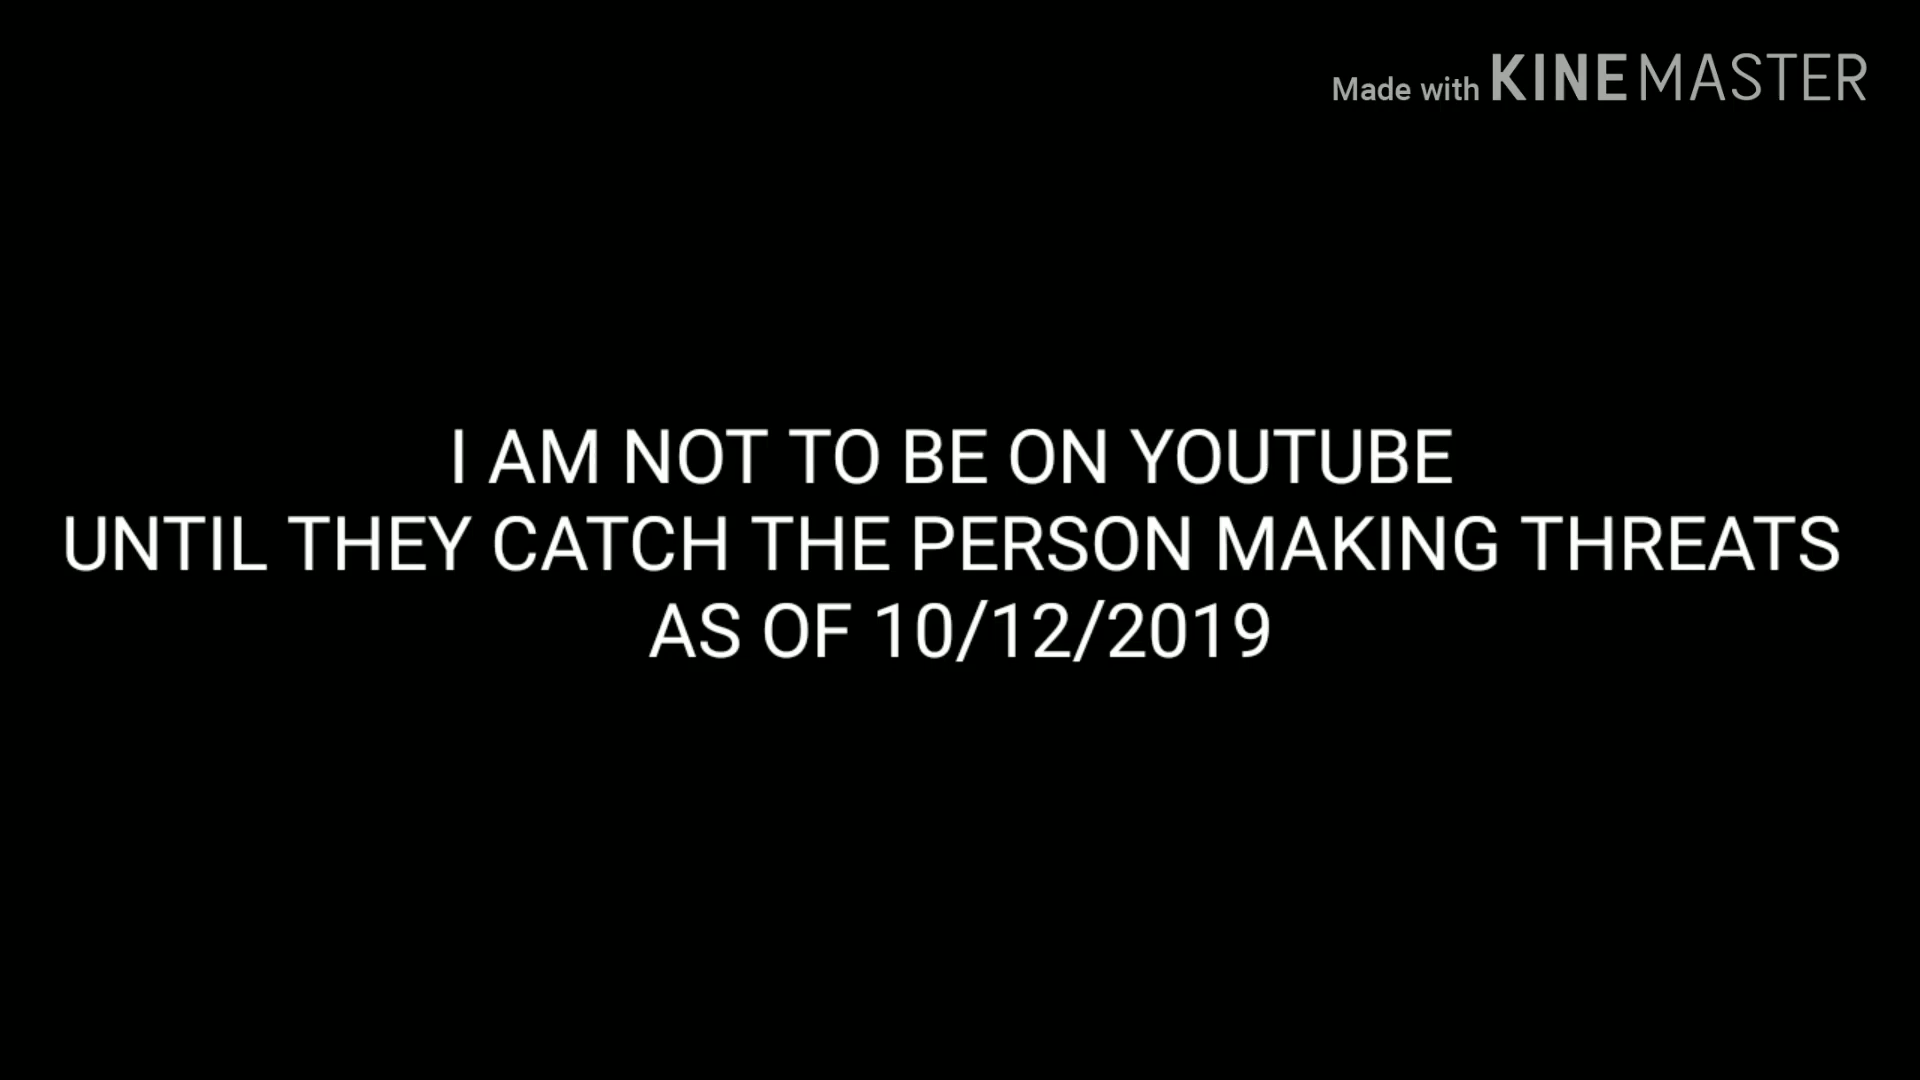 Made with KINEMASTER
I AM NOT TO BE ON YOUTUBE
UNTIL THEY CATCH THE PERSON MAKING THREATS
AS OF 10/12/2019